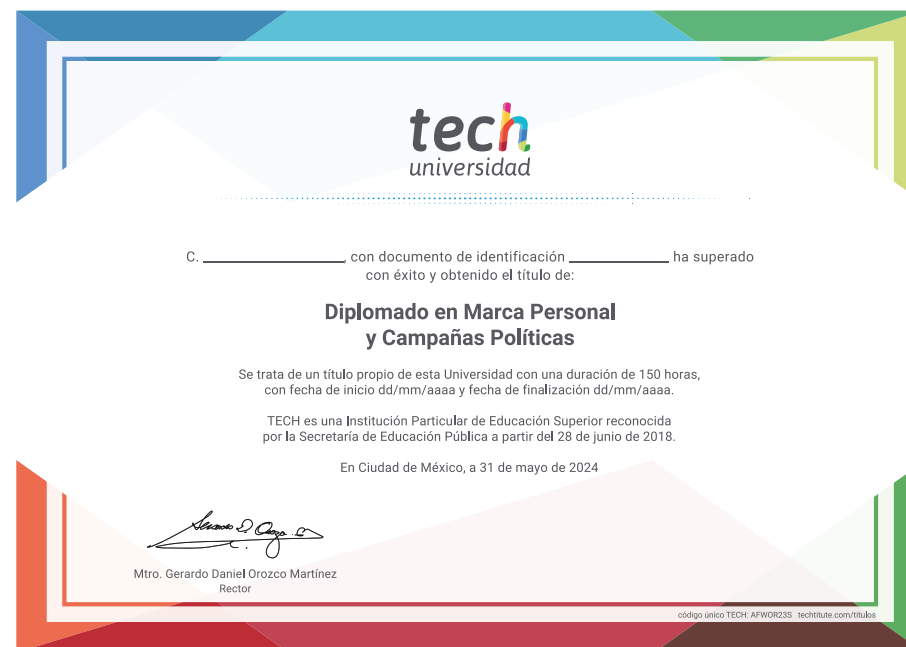 tech
universidad
C. ________________, con documento de identificación ____________ ha superado
con éxito y obtenido el título de:
Diplomado en Marca Personal
y Campañas Políticas
Se trata de un título propio de esta Universidad con una duración de 150 horas,
con fecha de inicio dd/mm/aaaa y fecha de finalización dd/mm/aaaa.
TECH es una Institución Particular de Educación Superior reconocida
por la Secretaría de Educación Pública a partir del 28 de junio de 2018.
En Ciudad de México, a 31 de mayo de 2024
Mtro. Gerardo Daniel Orozco Martínez
Rector
código único TECH: AFWOR23S techtitute.com/titulos